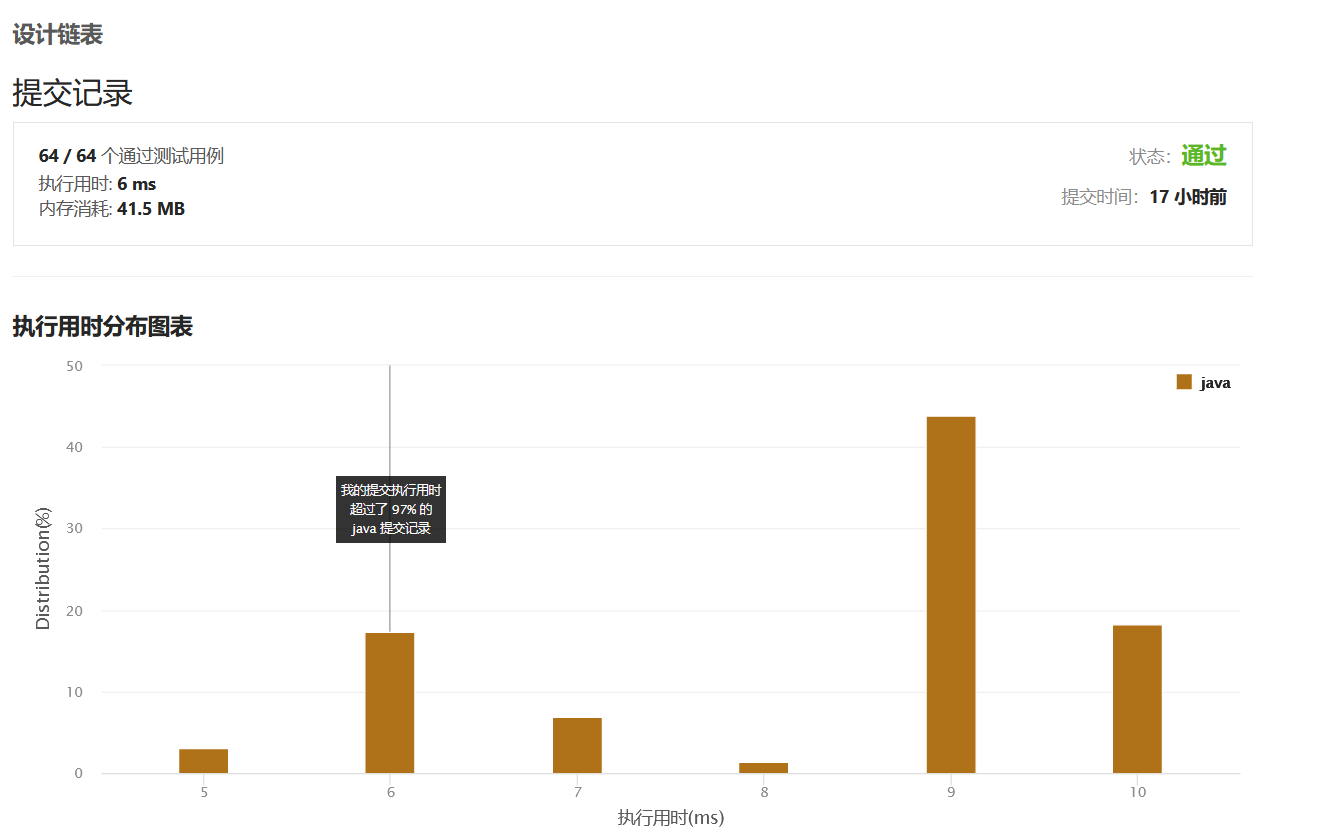 设计链表
提交记录
64 / 64 个通过测试用例
状态：通过
执行用时: 6 ms
提交时间：17 小时前
内存消耗: 41.5 MB
执行用时分布图表
50
java
40
我的提交执行用时
超过了 97% 的
java 提交记录
30
Distribution(%)
20
10
0
5 6 7 8 9 10
执行用时(ms)